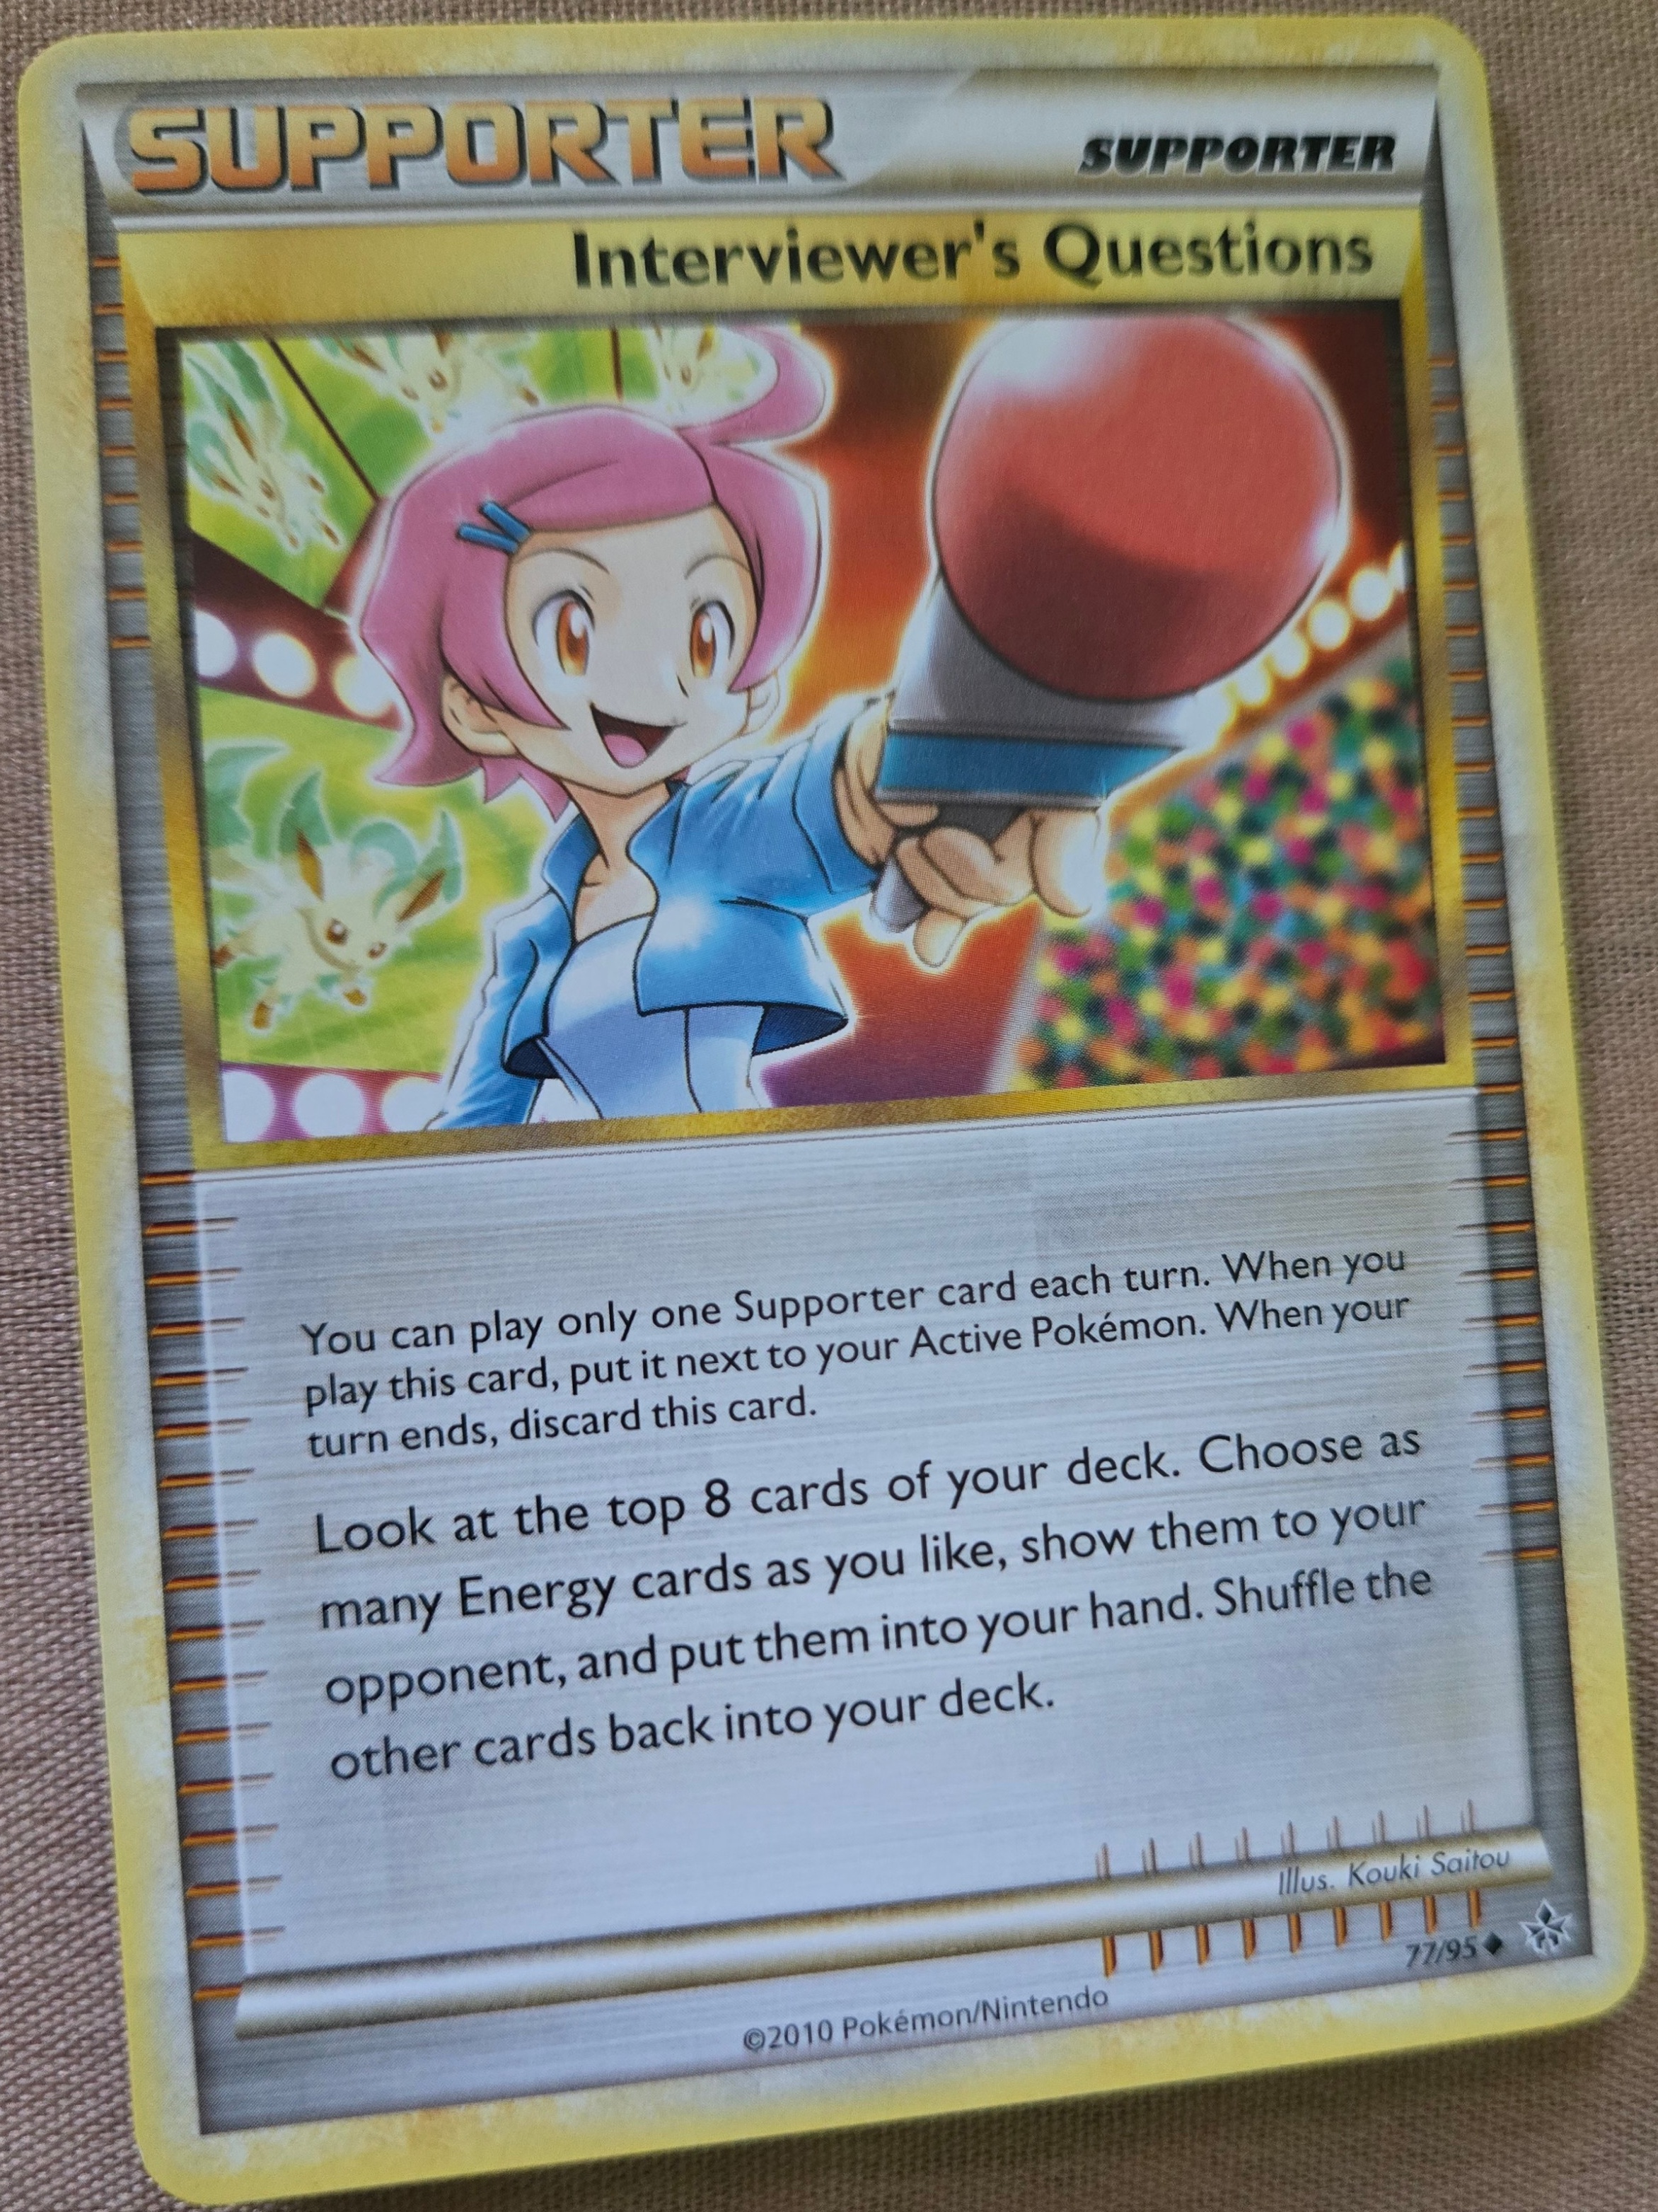 SUPPORTER
SUPPORTER
Interviewer's Questions
You can play only one Supporter card each turn. When you
play this card, put it next to your Active Pokémon. When your
turn ends, discard this card.
Look at the top 8 cards of your deck. Choose as
many Energy cards as you like, show them to your
opponent, and put them into your hand. Shuffle the
other cards back into your deck.
Illus. Kouki Saitou
77/95
©2010 Pokémon/Nintendo